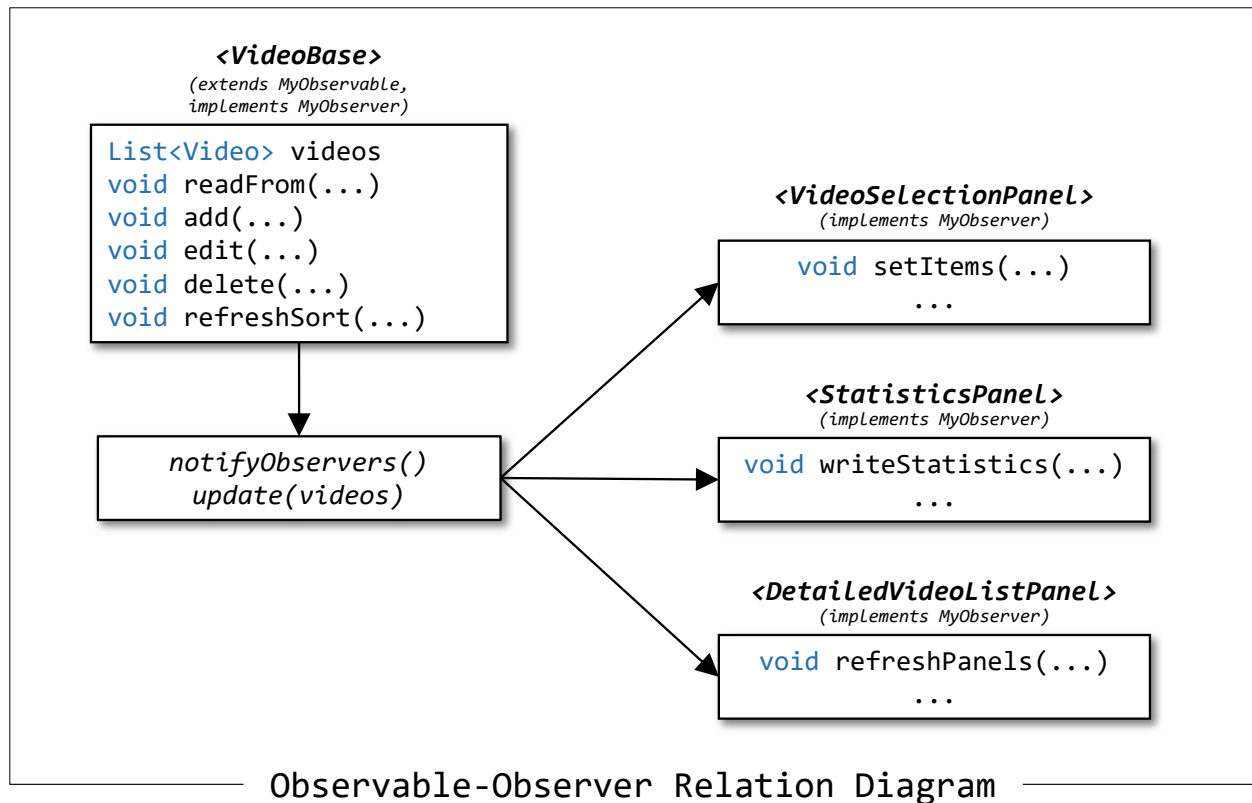 <VideoBase>
(extends MyObservable,
implements MyObserver)
List<Video> videos
void readFrom(...)
void add(...)
void edit(...)
void delete(...)
void refreshSort(...)
notifyObservers()
update(videos)
<VideoSelectionPanel>
(implements MyObserver)
void setItems(...)
...
<StatisticsPanel>
(implements MyObserver)
void writeStatistics(...)
...
<DetailedVideoListPanel>
(implements MyObserver)
void refreshPanels(...)
...
Observable-Observer Relation Diagram